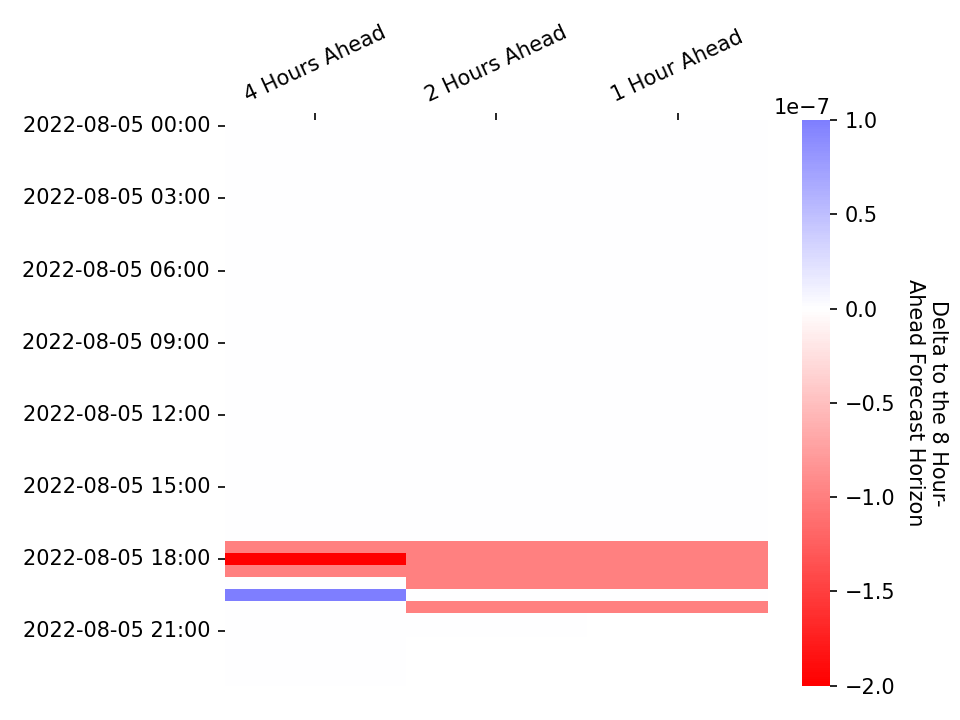 4 Hours Ahead
2 Hours Ahead
1 Hour Ahead
2022-08-05 00:00
2022-08-05 03:00
2022-08-05 06:00
2022-08-05 09:00
2022-08-05 12:00
2022-08-05 15:00
2022-08-05 18:00
2022-08-05 21:00
1e−7
1.0
0.5
0.0
−0.5
−1.0
−1.5
−2.0
Delta to the 8 Hour-
Ahead Forecast Horizon